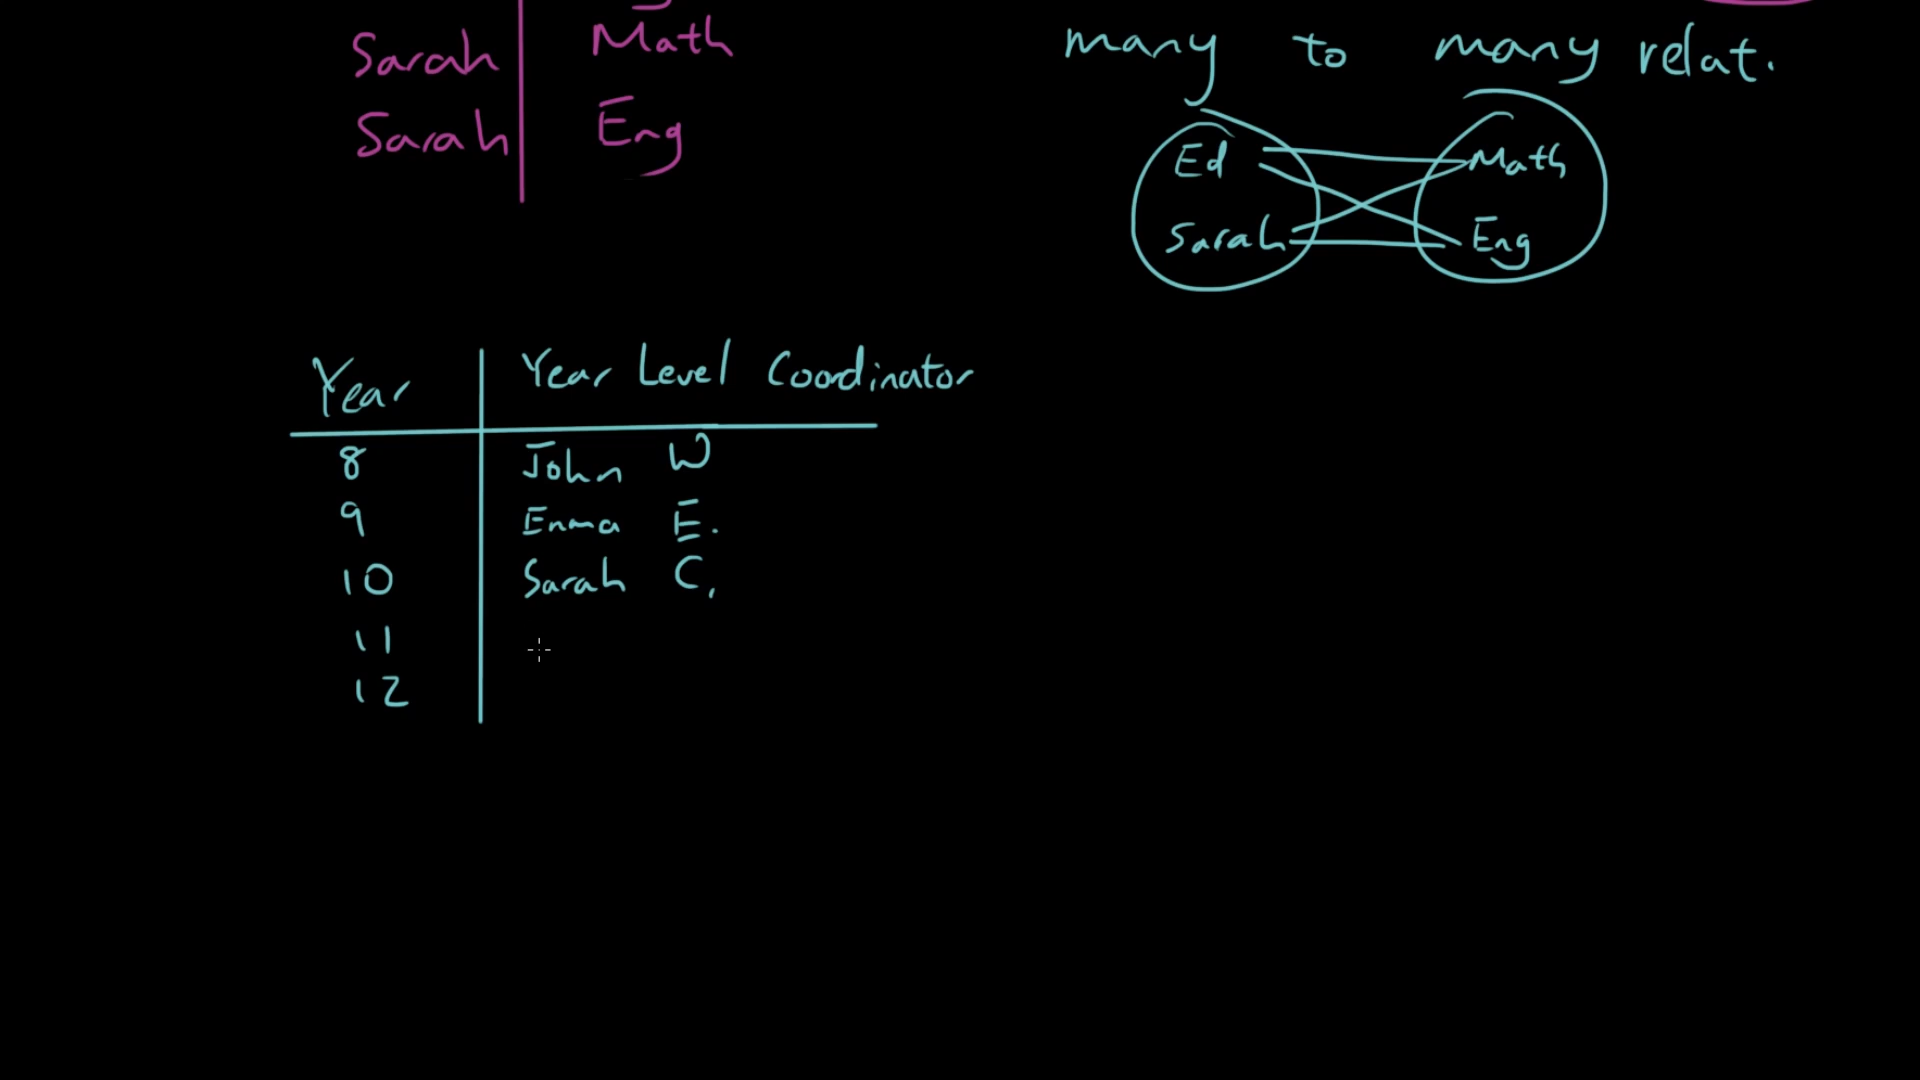 Sarah Math
Sarah Eng
many to many relat.
Ed Math
Sarah Eng
Year Year Level Coordinator
8 John W
9 Emma E.
10 Sarah C.
11
12